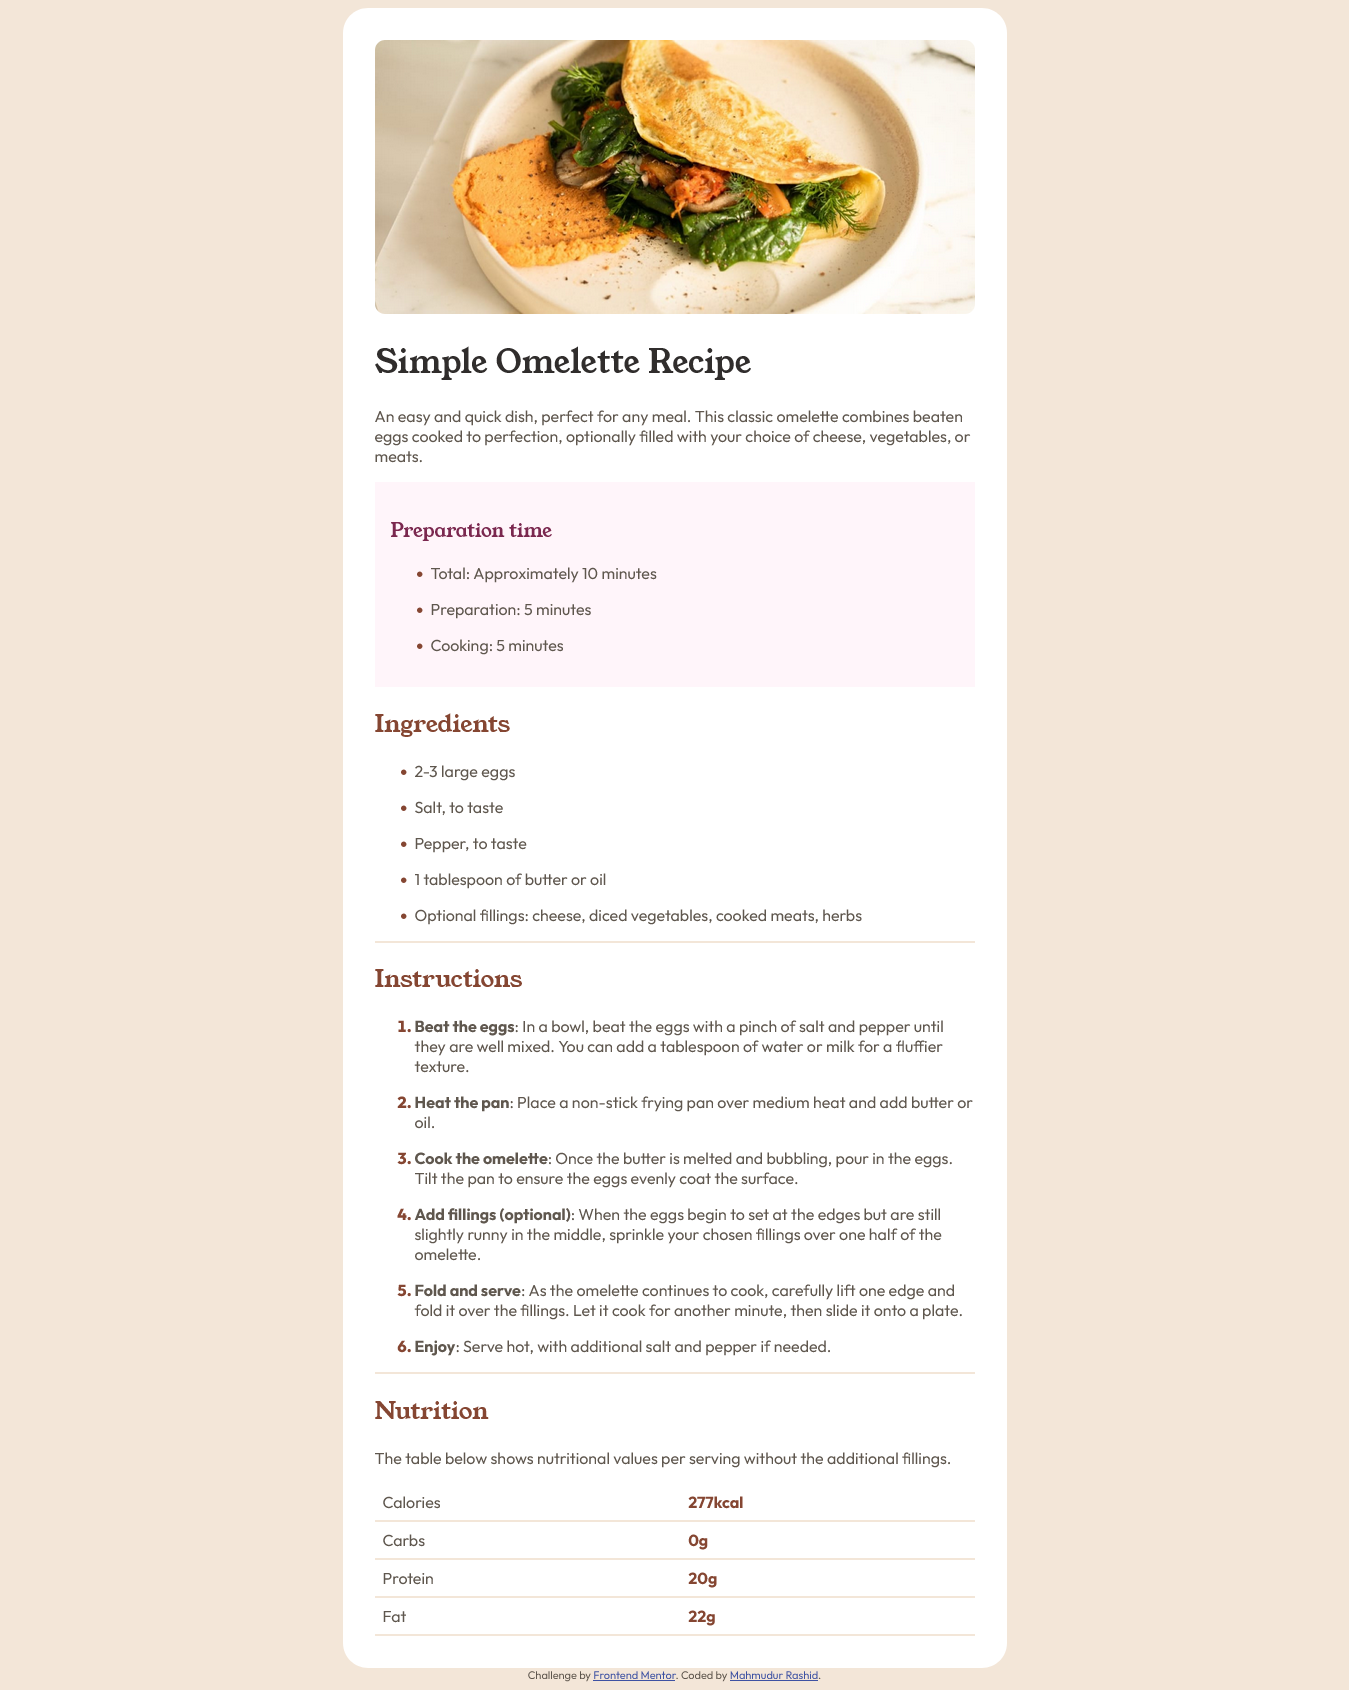 Simple Omelette Recipe
An easy and quick dish, perfect for any meal. This classic omelette combines beaten
eggs cooked to perfection, optionally filled with your choice of cheese, vegetables, or
meats.
Preparation time
• Total: Approximately 10 minutes
• Preparation: 5 minutes
• Cooking: 5 minutes
Ingredients
• 2-3 large eggs
• Salt, to taste
• Pepper, to taste
• 1 tablespoon of butter or oil
• Optional fillings: cheese, diced vegetables, cooked meats, herbs
Instructions
1. Beat the eggs: In a bowl, beat the eggs with a pinch of salt and pepper until
they are well mixed. You can add a tablespoon of water or milk for a fluffier
texture.
2. Heat the pan: Place a non-stick frying pan over medium heat and add butter or
oil.
3. Cook the omelette: Once the butter is melted and bubbling, pour in the eggs.
Tilt the pan to ensure the eggs evenly coat the surface.
4. Add fillings (optional): When the eggs begin to set at the edges but are still
slightly runny in the middle, sprinkle your chosen fillings over one half of the
omelette.
5. Fold and serve: As the omelette continues to cook, carefully lift one edge and
fold it over the fillings. Let it cook for another minute, then slide it onto a plate.
6. Enjoy: Serve hot, with additional salt and pepper if needed.
Nutrition
The table below shows nutritional values per serving without the additional fillings.
Calories 277kcal
Carbs 0g
Protein 20g
Fat 22g
Challenge by Frontend Mentor. Coded by Mahmudur Rashid.